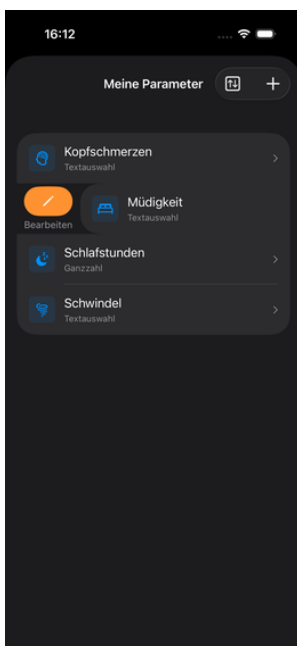 16:12
Meine Parameter
Kopfschmerzen
Textauswahl
Bearbeiten
Müdigkeit
Textauswahl
Schlafstunden
Ganzzahl
Schwindel
Textauswahl